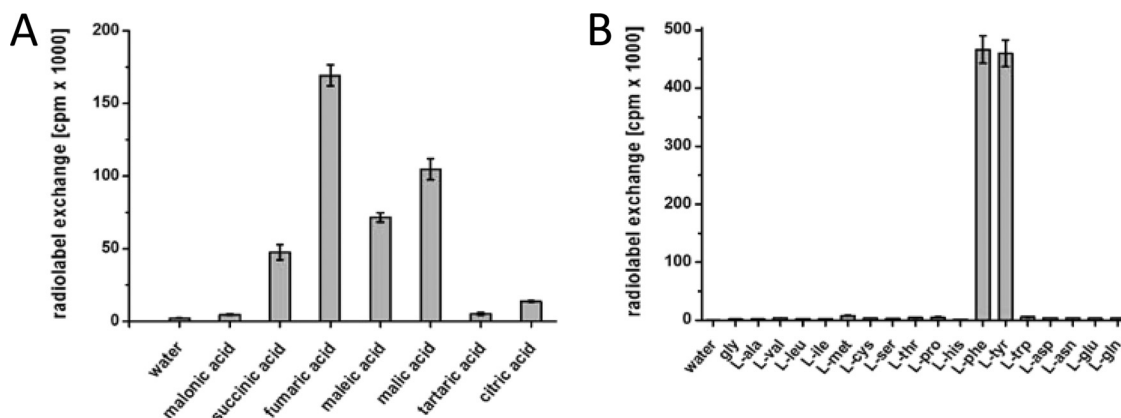 A
radiolabel exchange [cpm x 1000]
200
150
100
50
0
water
malonic acid
succinic acid
fumaric acid
maleic acid
malic acid
tartaric acid
citric acid
B
radiolabel exchange [cpm x 1000]
500
400
300
200
100
0
water
gly
L-ala
L-val
L-leu
L-ile
L-met
L-cys
L-ser
L-thr
L-pro
L-his
L-phe
L-tyr
L-trp
L-asp
L-asn
L-glu
L-gln